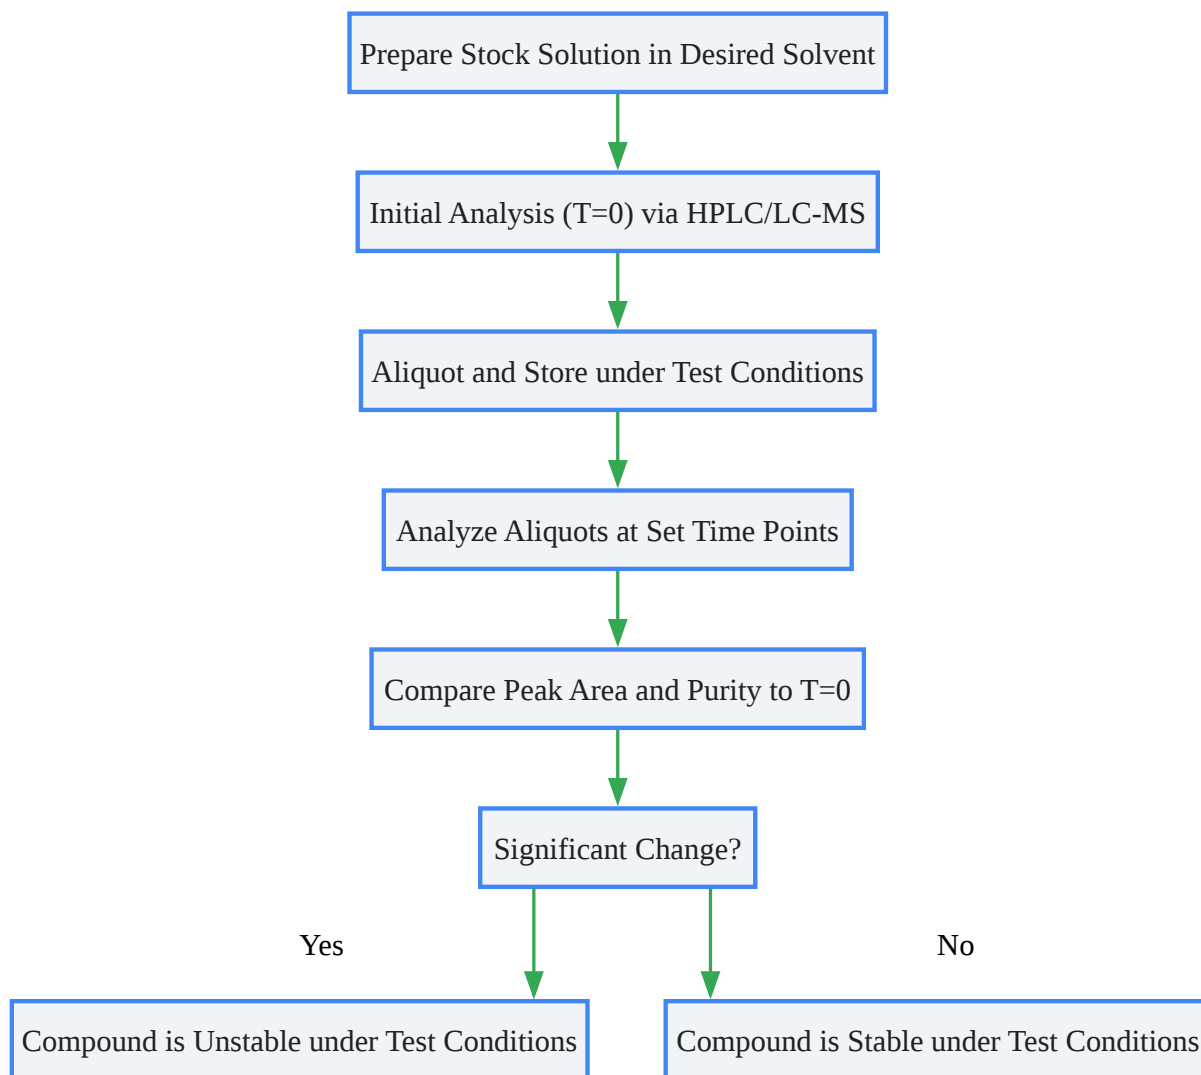 Prepare Stock Solution in Desired Solvent
Initial Analysis (T=0) via HPLC/LC-MS
Aliquot and Store under Test Conditions
Analyze Aliquots at Set Time Points
Compare Peak Area and Purity to T=0
Significant Change?
Yes
No
Compound is Unstable under Test Conditions
Compound is Stable under Test Conditions